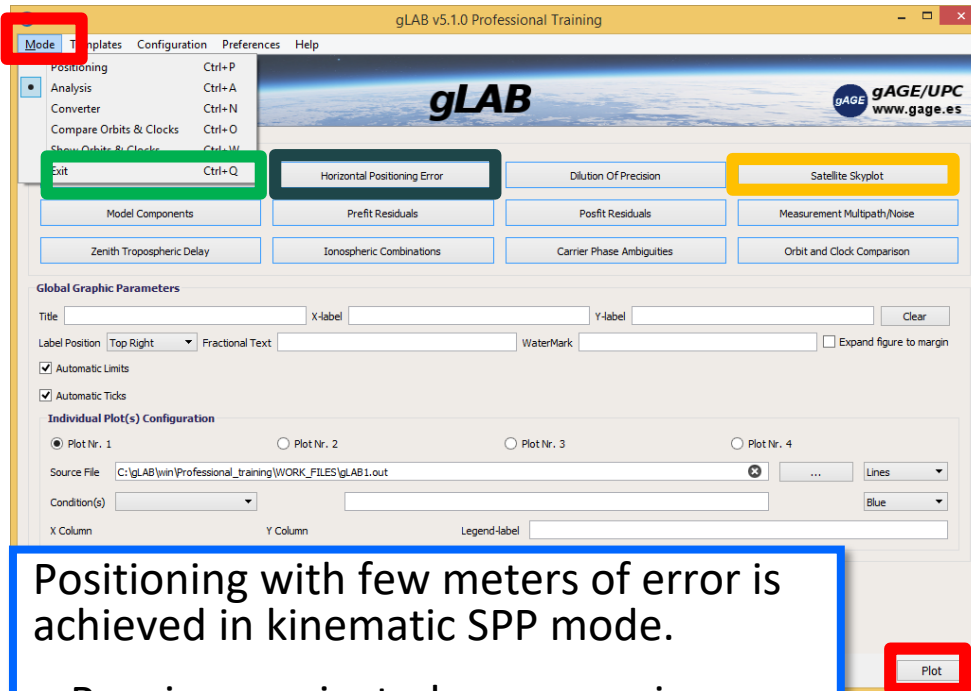 gLAB v5.1.0 Professional Training
Mode Templates Configuration Preferences Help
Positioning Ctrl+P
Analysis Ctrl+A
Converter Ctrl+N
Compare Orbits & Clocks Ctrl+O
Show Orbits & Clocks Ctrl+W
Exit Ctrl+Q
gLAB
gAGE gAGE/UPC
www.gage.es
Horizontal Positioning Error Dilution Of Precision Satellite Skyplot
Model Components Prefit Residuals Posfit Residuals Measurement Multipath/Noise
Zenith Tropospheric Delay Ionospheric Combinations Carrier Phase Ambiguities Orbit and Clock Comparison
Global Graphic Parameters
Title X-label Y-label Clear
Label Position Top Right Fractional Text WaterMark Expand figure to margin
Automatic Limits
Automatic Ticks
Individual Plot(s) Configuration
Plot Nr. 1 Plot Nr. 2 Plot Nr. 3 Plot Nr. 4
Source File C:\gLAB\win\Professional_training\WORK_FILES\gLAB1.out ... Lines
Condition(s) Blue
X Column Y Column Legend-label
Positioning with few meters of error is
achieved in kinematic SPP mode.
Plot